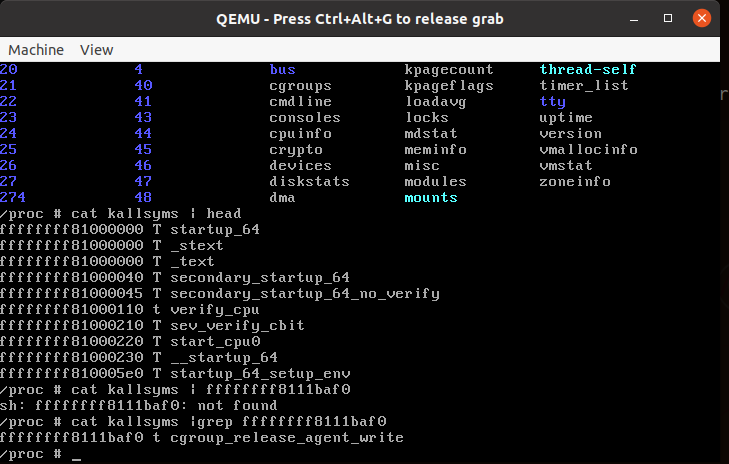 QEMU - Press Ctrl+Alt+G to release grab
Machine View
20 4 bus kpagecount thread-self
21 40 cgroups kpageflags timer_list
22 41 cmdline loadavg tty
23 43 consoles locks uptime
24 44 cpuinfo mdstat version
25 45 crypto meminfo vmallocinfo
26 46 devices misc vmstat
27 47 diskstats modules zoneinfo
274 48 dma mounts
/proc # cat kallsyms | head
ffffffff81000000 T startup_64
ffffffff81000000 T _stext
ffffffff81000000 T _text
ffffffff81000040 T secondary_startup_64
ffffffff81000045 T secondary_startup_64_no_verify
ffffffff81000110 t verify_cpu
ffffffff81000210 T sev_verify_cbit
ffffffff81000220 T start_cpu0
ffffffff81000230 T __startup_64
ffffffff810005e0 T startup_64_setup_env
/proc # cat kallsyms | ffffffff8111baf0
sh: ffffffff8111baf0: not found
/proc # cat kallsyms |grep ffffffff8111baf0
ffffffff8111baf0 t cgroup_release_agent_write
/proc # _